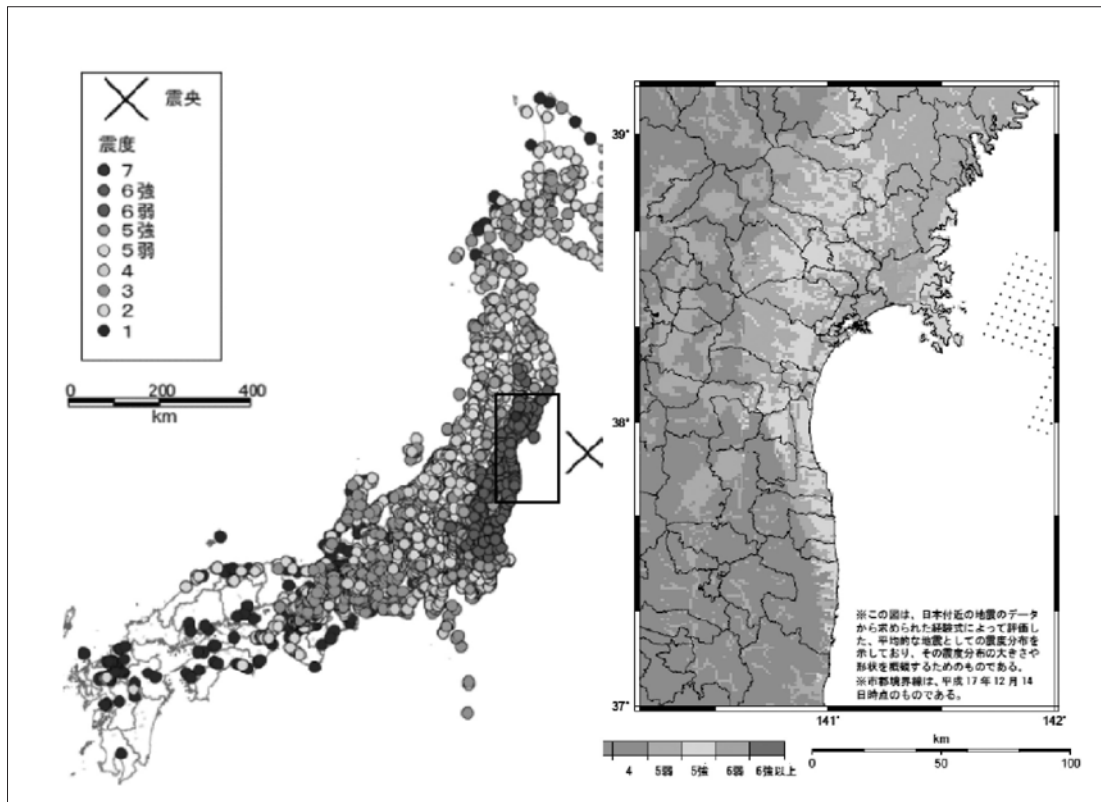 震央
震度
7
6強
6弱
5強
5弱
4
3
2
1
0 200 400
km
39°
38°
37°
141° 142°
※この図は、日本付近の地震のデータ
から求められた経験式によって評価し
た、平均的な地震としての震度分布を
示しており、その震度分布の大きさや
形状を概観するためのものである。
※市郡境界線は、平成17年12月14
日時点のものである。
4 5弱 5強 6弱 6強以上
km
0 50 100